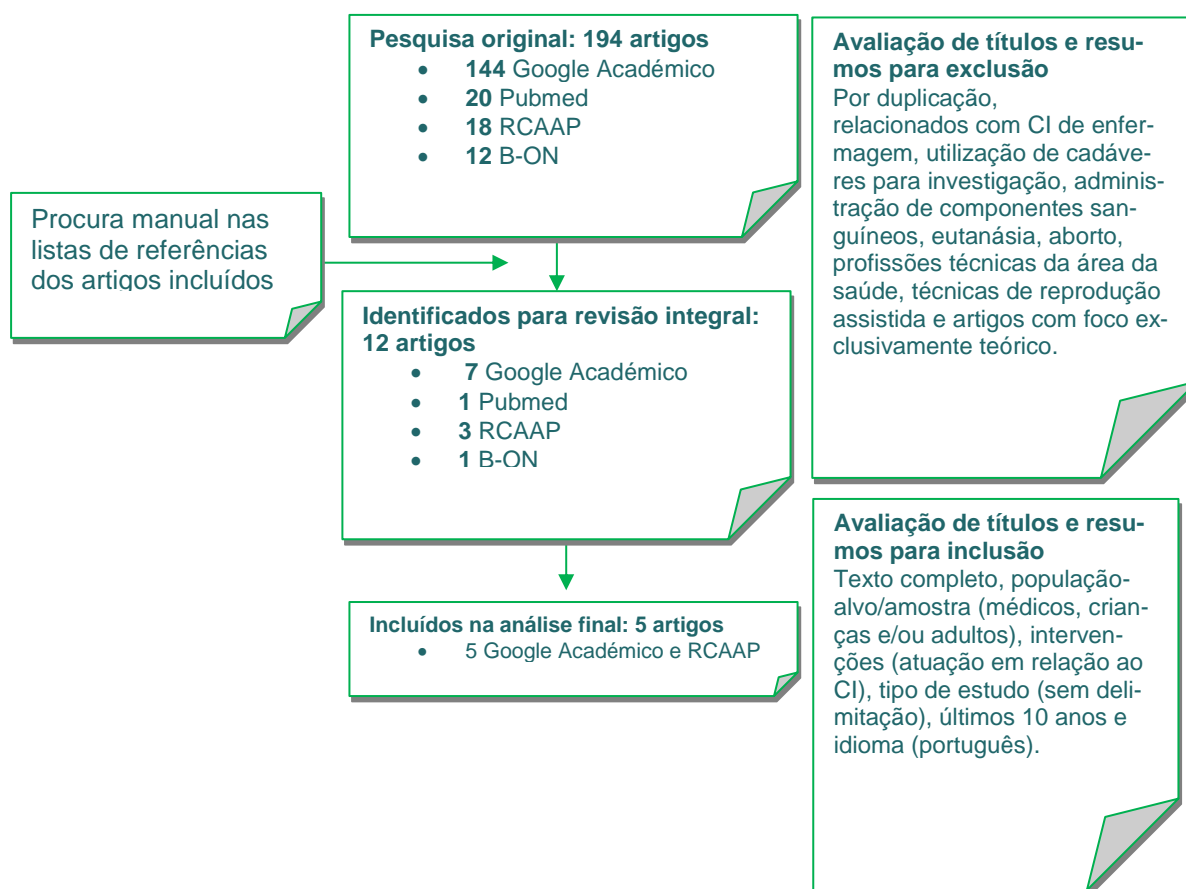 Pesquisa original: 194 artigos
• 144 Google Académico
• 20 Pubmed
• 18 RCAAP
• 12 B-ON
Procura manual nas
listas de referências
dos artigos incluídos
Identificados para revisão integral:
12 artigos
• 7 Google Académico
• 1 Pubmed
• 3 RCAAP
• 1 B-ON
Incluídos na análise final: 5 artigos
• 5 Google Académico e RCAAP
Avaliação de títulos e resu-
mos para exclusão
Por duplicação,
relacionados com CI de enfer-
magem, utilização de cadáve-
res para investigação, adminis-
tração de componentes san-
guíneos, eutanásia, aborto,
profissões técnicas da área da
saúde, técnicas de reprodução
assistida e artigos com foco ex-
clusivamente teórico.
Avaliação de títulos e resu-
mos para inclusão
Texto completo, população-
alvo/amostra (médicos, crian-
ças e/ou adultos), interven-
ções (atuação em relação ao
CI), tipo de estudo (sem deli-
mitação), últimos 10 anos e
idioma (português).